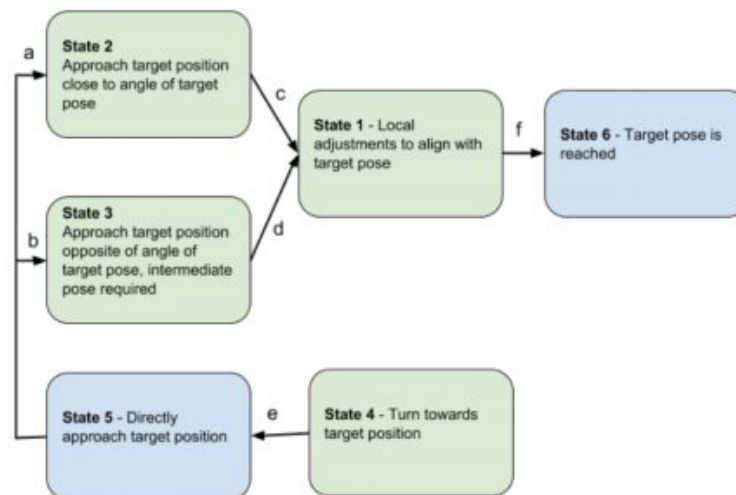 a
State 2
Approach target position
close to angle of target
pose
c
State 1 - Local
adjustments to align with
target pose
f
State 6 - Target pose is
reached
b
State 3
Approach target position
opposite of angle of
target pose, intermediate
pose required
d
State 5 - Directly
approach target position
e
State 4 - Turn towards
target position